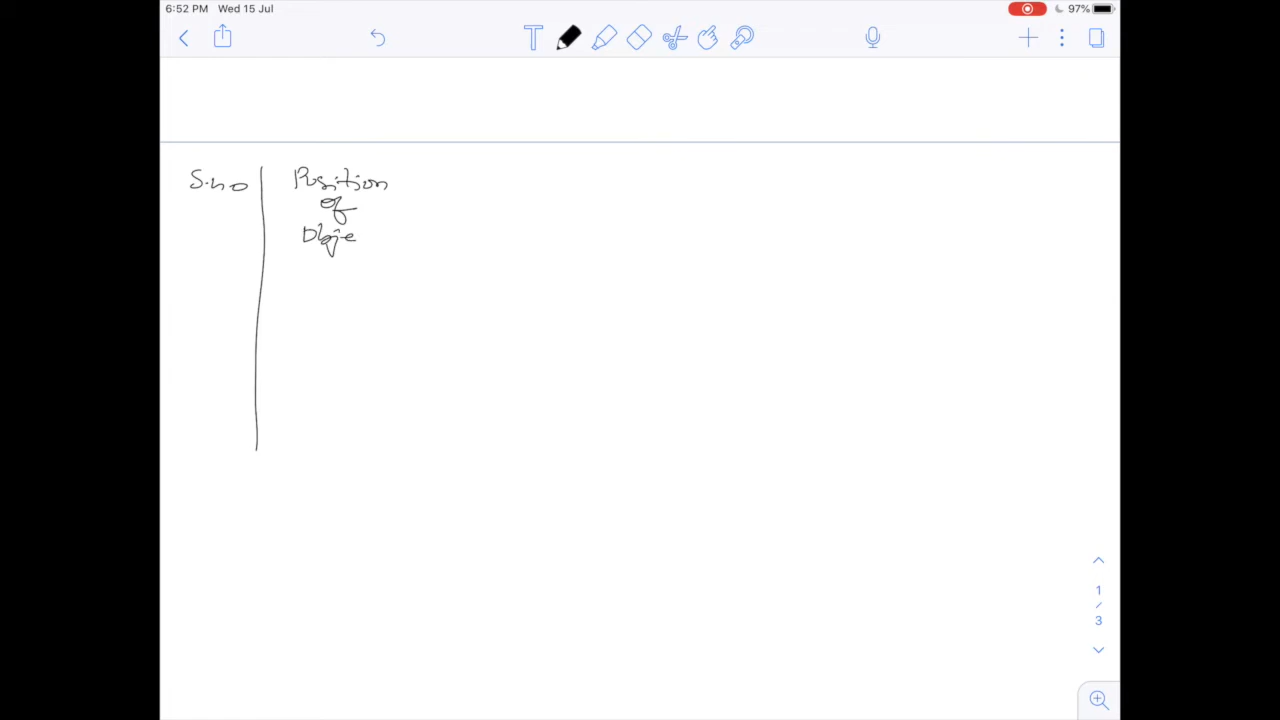 6:52 PM Wed 15 Jul
97%
T
S.no
Position
of
Obje
1
/
3